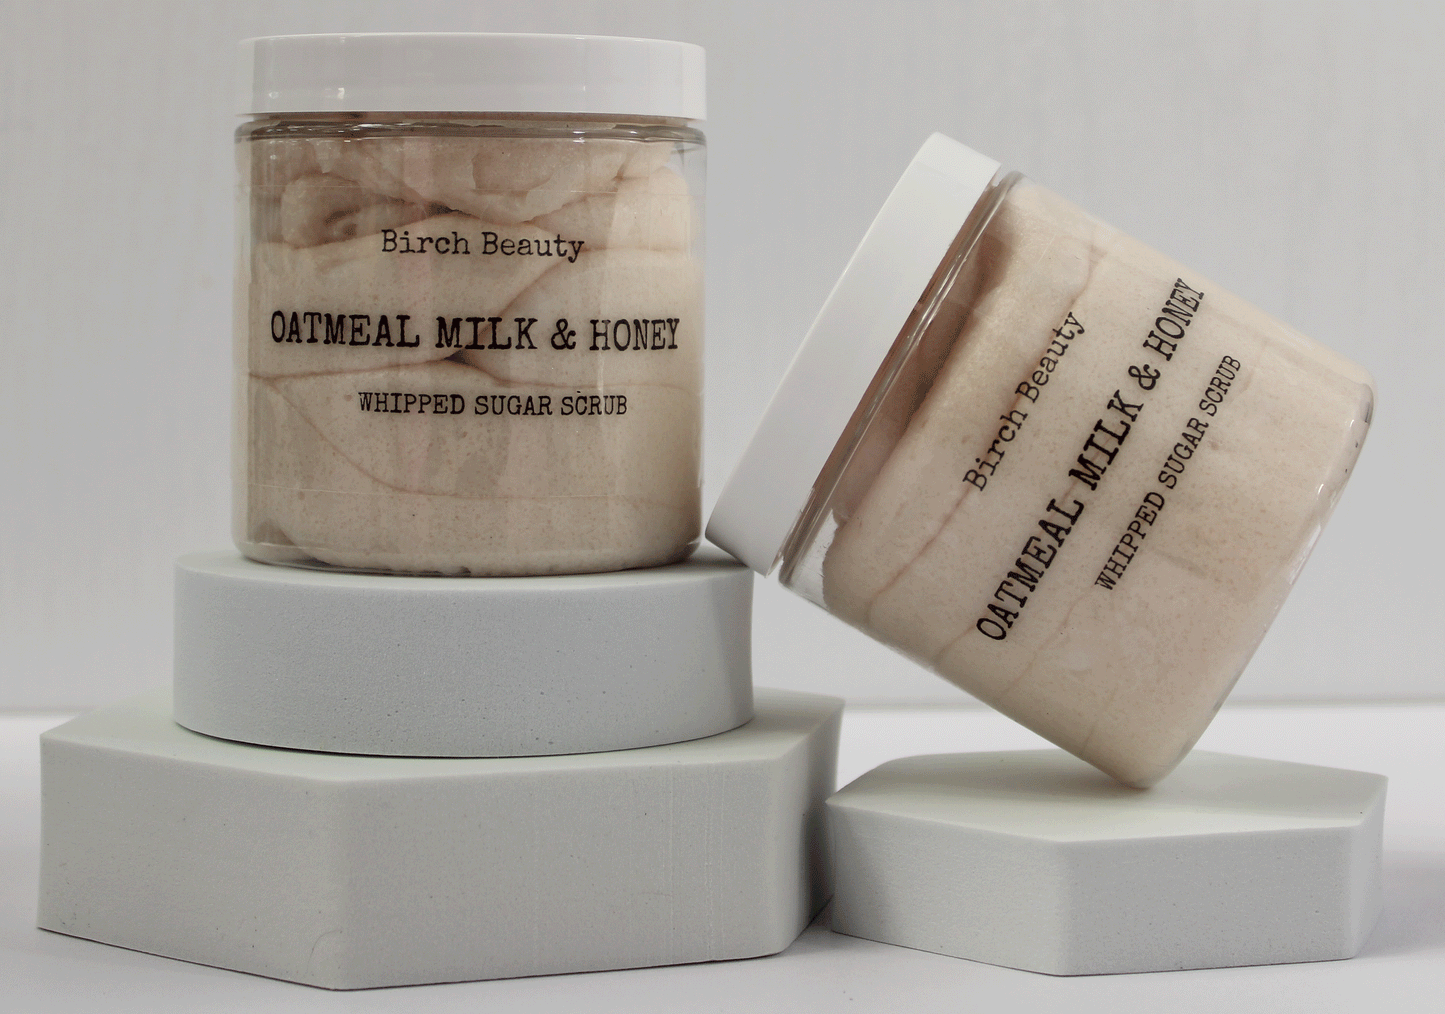 Birch Beauty
OATMEAL MILK & HONEY
WHIPPED SUGAR SCRUB
Birch Beauty
OATMEAL MILK & HONEY
WHIPPED SUGAR SCRUB